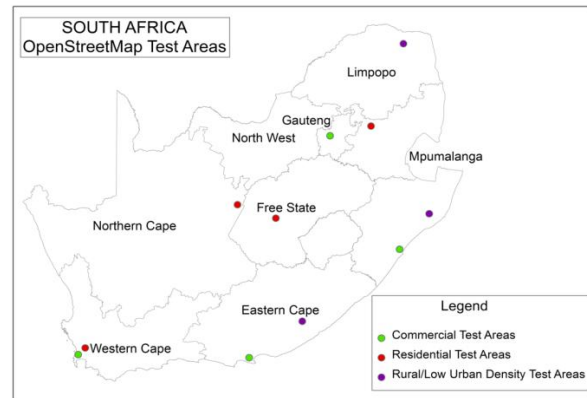 SOUTH AFRICA
OpenStreetMap Test Areas
Limpopo
Gauteng
North West
Mpumalanga
Free State
Northern Cape
Eastern Cape
Western Cape
Legend
Commercial Test Areas
Residential Test Areas
Rural/Low Urban Density Test Areas